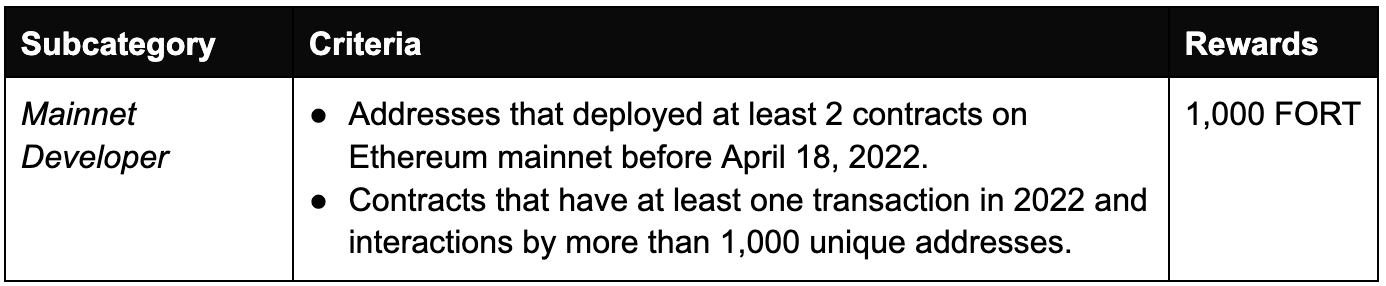 Subcategory Criteria Rewards
Mainnet
Developer
● Addresses that deployed at least 2 contracts on
Ethereum mainnet before April 18, 2022.
● Contracts that have at least one transaction in 2022 and
interactions by more than 1,000 unique addresses.
1,000 FORT